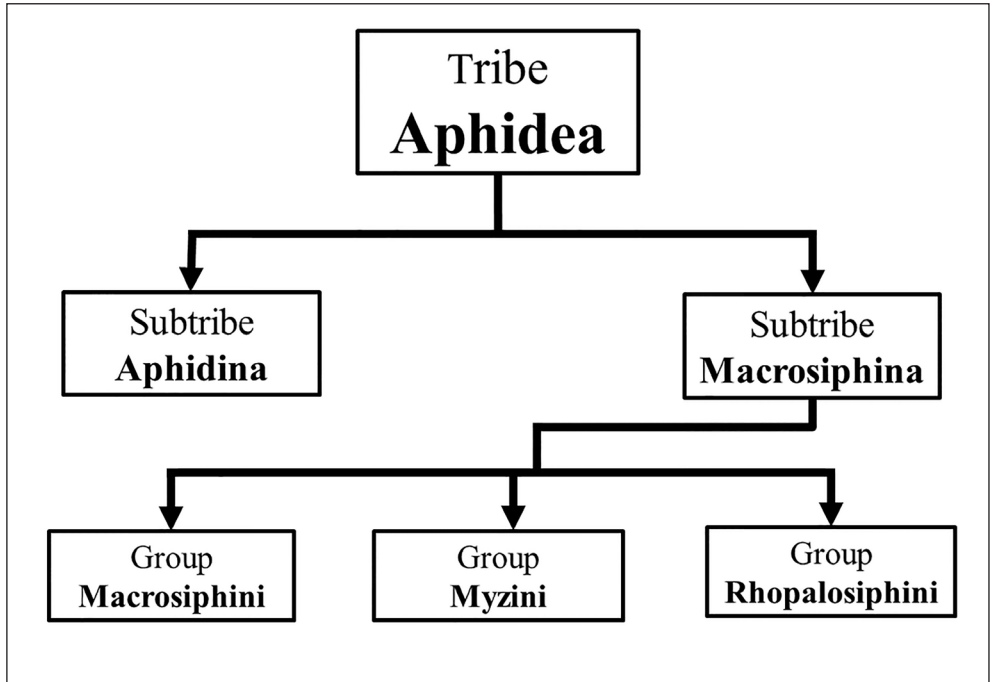 Tribe
Aphidea
Subtribe
Aphidina
Subtribe
Macrosiphina
Group
Macrosiphini
Group
Myzini
Group
Rhopalosiphini